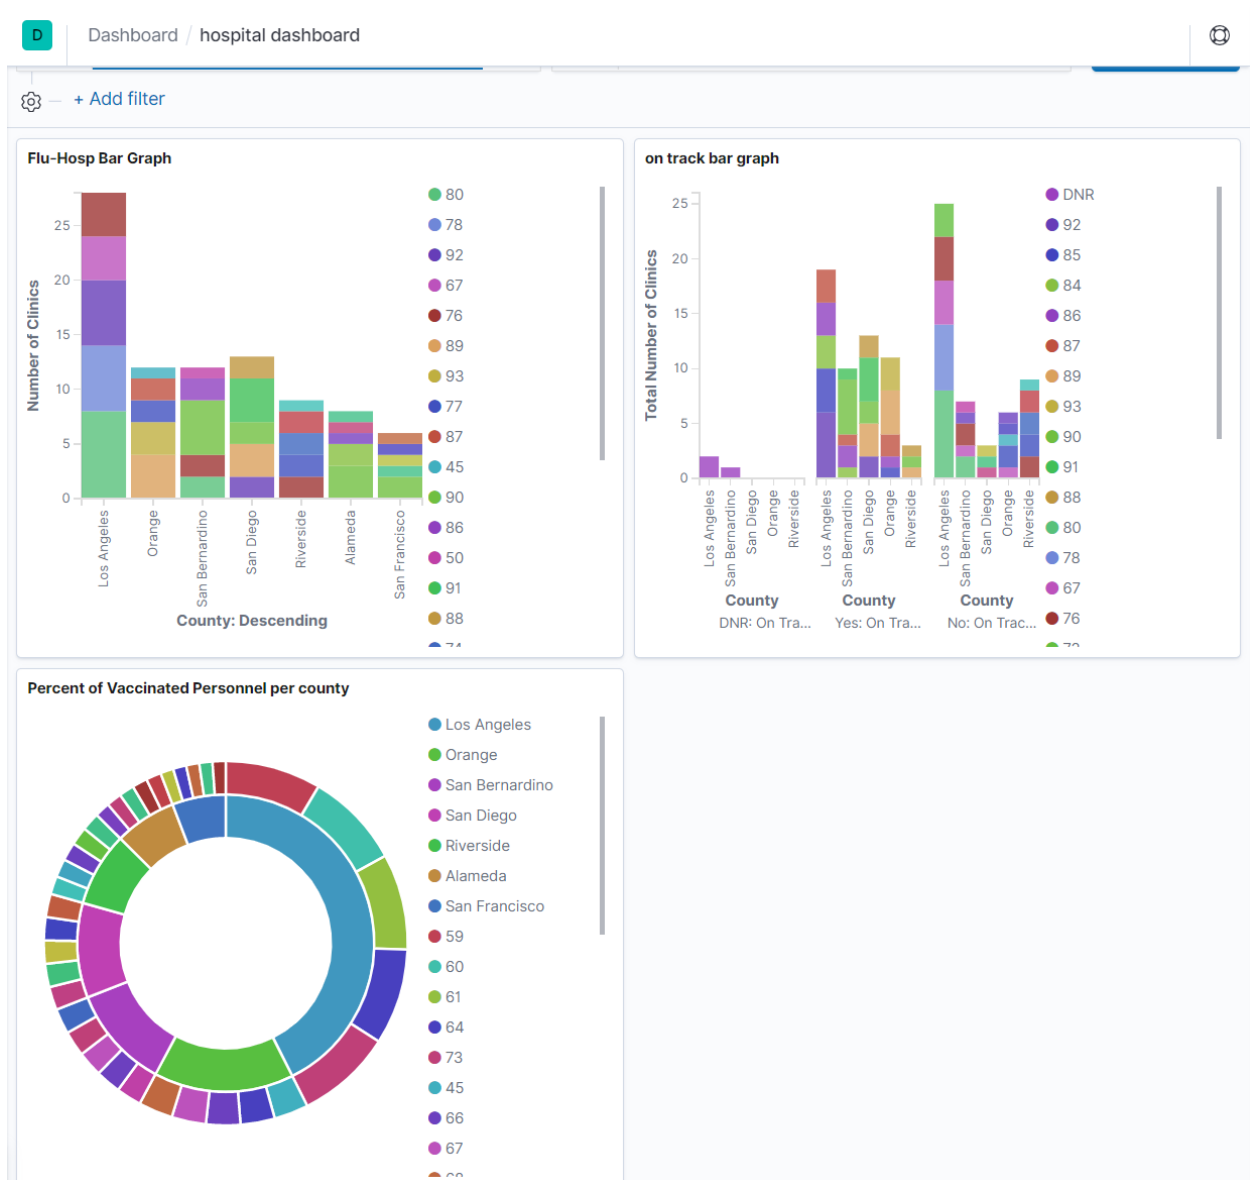 D Dashboard / hospital dashboard
+ Add filter
Flu-Hosp Bar Graph
Number of Clinics
25
20
15
10
5
0
Los Angeles
Orange
San Bernardino
San Diego
Riverside
Alameda
San Francisco
County: Descending
80
78
92
67
76
89
93
77
87
45
90
86
50
91
88
74
on track bar graph
Total Number of Clinics
25
20
15
10
5
0
Los Angeles
San Bernardino
San Diego
Orange
Riverside
County
DNR: On Tra...
Los Angeles
San Bernardino
San Diego
Orange
Riverside
County
Yes: On Tra...
Los Angeles
San Bernardino
San Diego
Orange
Riverside
County
No: On Trac...
DNR
92
85
84
86
87
89
93
90
91
88
80
78
67
76
Percent of Vaccinated Personnel per county
Los Angeles
Orange
San Bernardino
San Diego
Riverside
Alameda
San Francisco
59
60
61
64
73
45
66
67